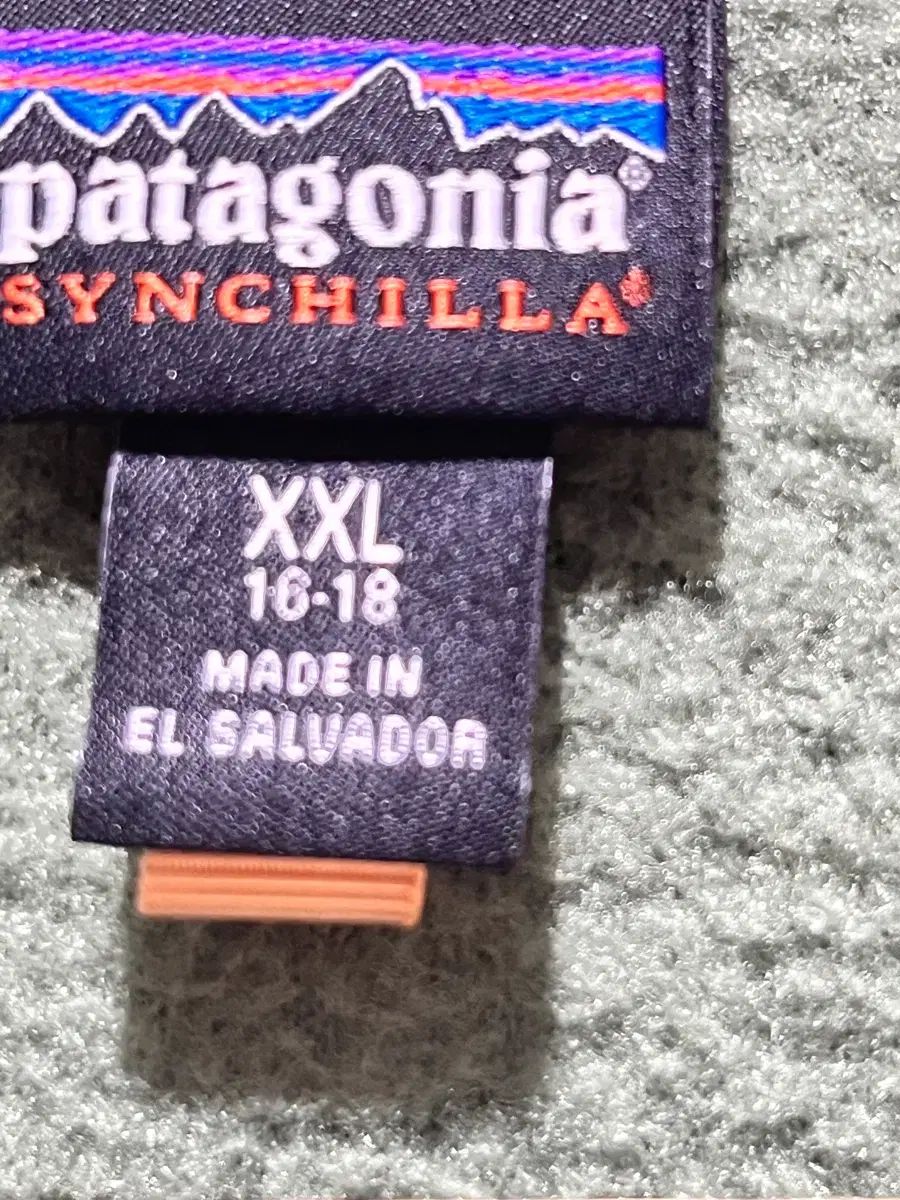 patagonia®
SYNCHILLA®
XXL
16-18
MADE IN
EL SALVADOR